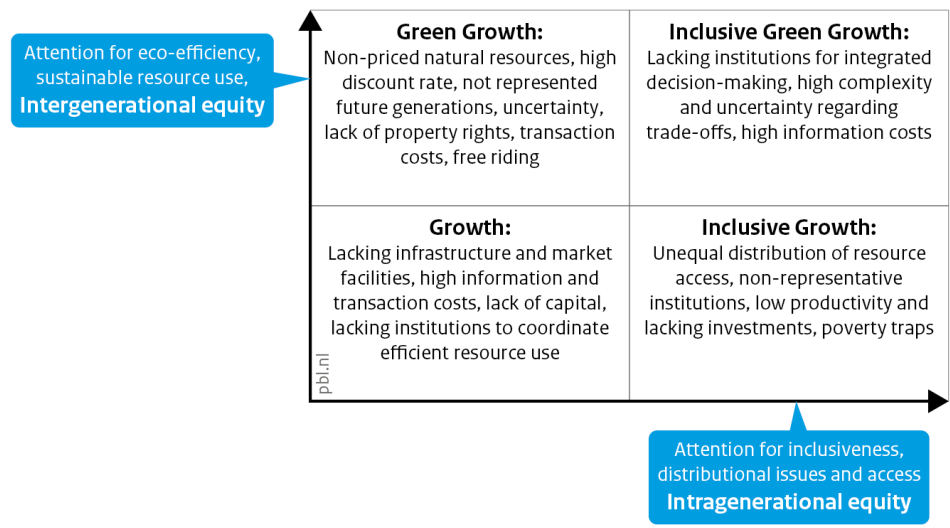 Attention for eco-efficiency,
sustainable resource use,
Intergenerational equity
Green Growth:
Non-priced natural resources, high
discount rate, not represented
future generations, uncertainty,
lack of property rights, transaction
costs, free riding
Inclusive Green Growth:
Lacking institutions for integrated
decision-making, high complexity
and uncertainty regarding
trade-offs, high information costs
Growth:
Lacking infrastructure and market
facilities, high information and
transaction costs, lack of capital,
lacking institutions to coordinate
efficient resource use
Inclusive Growth:
Unequal distribution of resource
access, non-representative
institutions, low productivity and
lacking investments, poverty traps
pbl.nl
Attention for inclusiveness,
distributional issues and access
Intragenerational equity